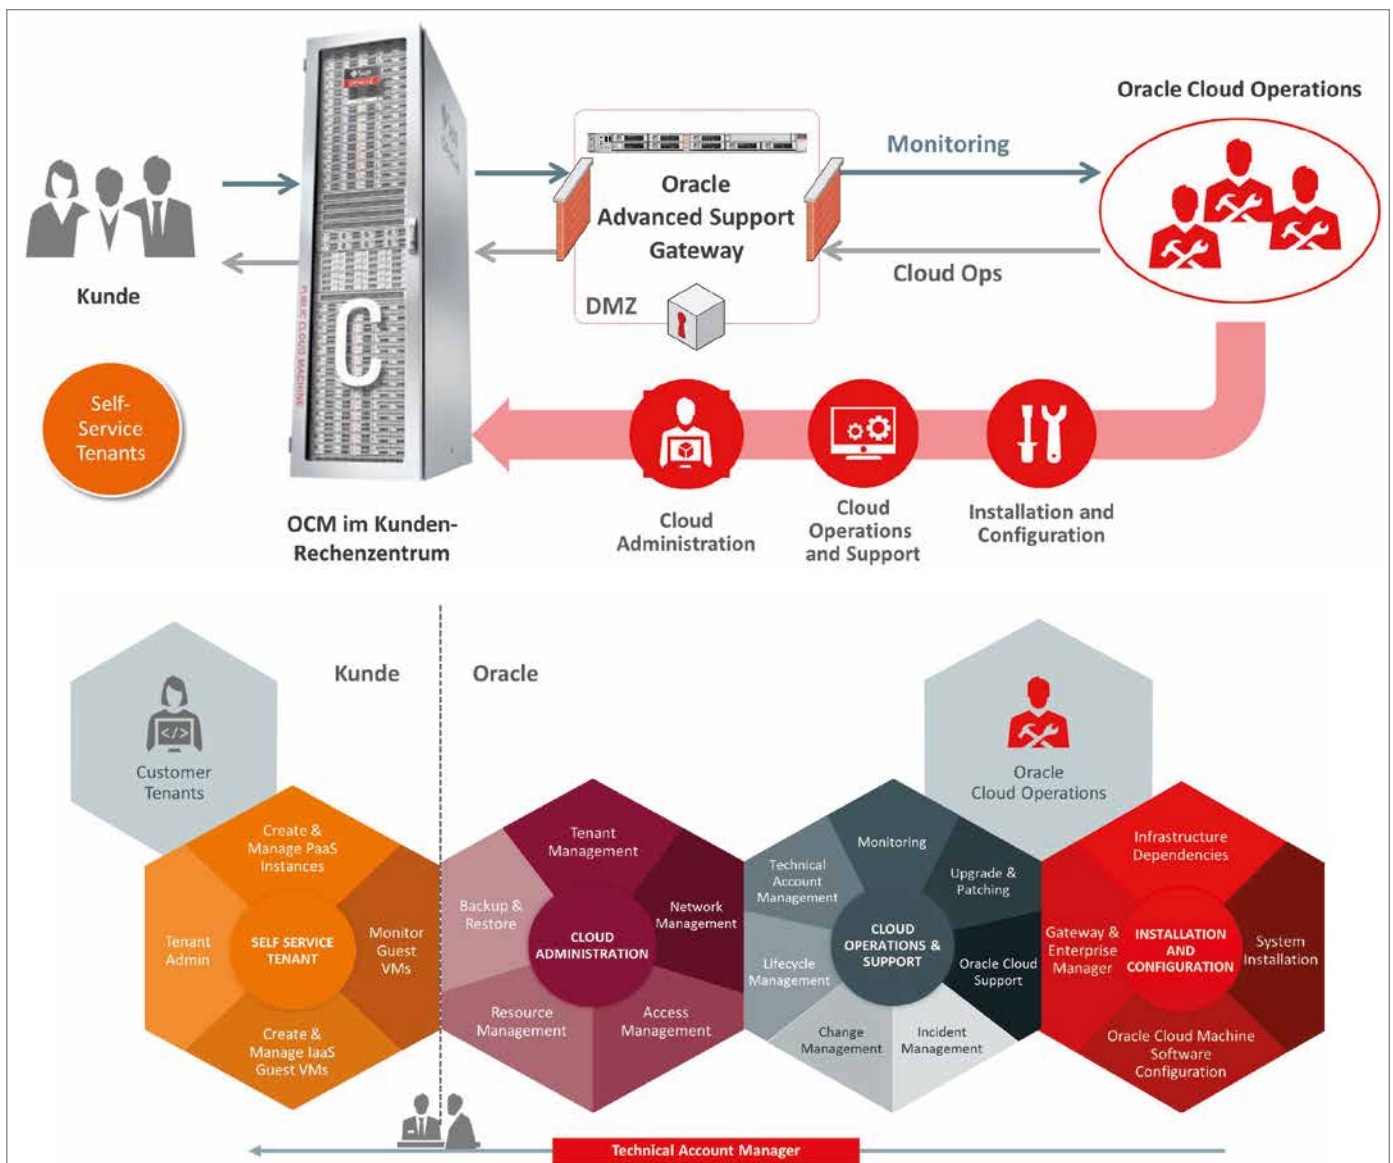 Oracle Cloud Operations
Monitoring
Oracle
Advanced Support
Gateway
Cloud Ops
DMZ
Kunde
PUBLIC CLOUD MACHINE
C
Self-
Service
Tenants
OCM im Kunden-
Rechenzentrum
Cloud
Administration
Cloud
Operations
and Support
Installation and
Configuration
Kunde
Oracle
Customer
Tenants
Oracle
Cloud Operations
Create &
Manage PaaS
Instances
Tenant
Admin
SELF SERVICE
TENANT
Monitor
Guest
VMs
Create &
Manage IaaS
Guest VMs
Tenant
Management
Backup &
Restore
CLOUD
ADMINISTRATION
Network
Management
Resource
Management
Access
Management
Monitoring
Technical
Account
Management
Upgrade &
Patching
CLOUD
OPERATIONS &
SUPPORT
Lifecycle
Management
Oracle Cloud
Support
Change
Management
Incident
Management
Infrastructure
Dependencies
Gateway &
Enterprise
Manager
INSTALLATION
AND
CONFIGURATION
System
Installation
Oracle Cloud Machine
Software
Configuration
Technical Account Manager